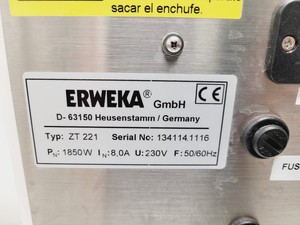 sacar el enchufe.
ERWEKA® GmbH
CE
D- 63150 Heusenstamm / Germany
Typ: ZT 221 Serial No: 134114.1116
PN: 1850W IN: 8,0A U: 230V F: 50/60Hz
FUS